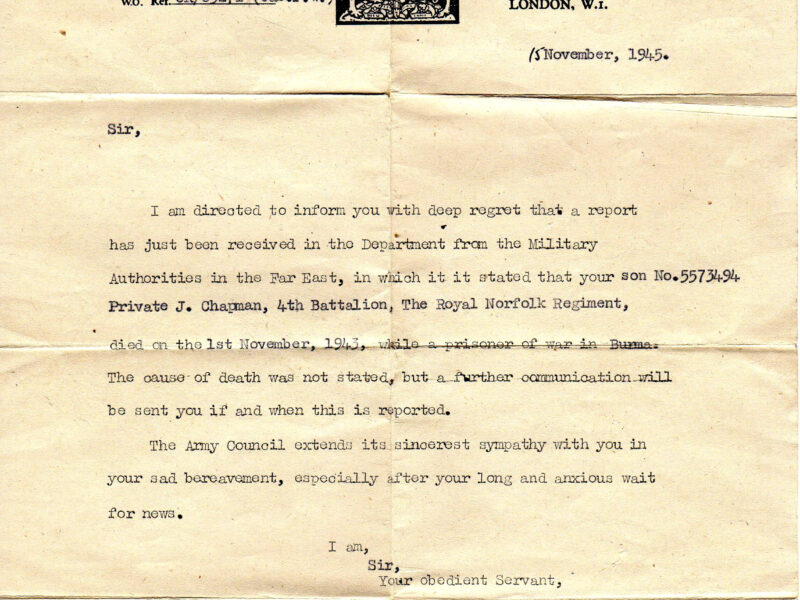 W.O. Ref.
LONDON, W.1.
15 November, 1945.
Sir,
I am directed to inform you with deep regret that a report
has just been received in the Department from the Military
Authorities in the Far East, in which it it stated that your son No.5573494
Private J. Chapman, 4th Battalion, The Royal Norfolk Regiment,
died on the 1st November, 1943, while a prisoner of war in Burma.
The cause of death was not stated, but a further communication will
be sent you if and when this is reported.
The Army Council extends its sincerest sympathy with you in
your sad bereavement, especially after your long and anxious wait
for news.
I am,
Sir,
Your obedient Servant,